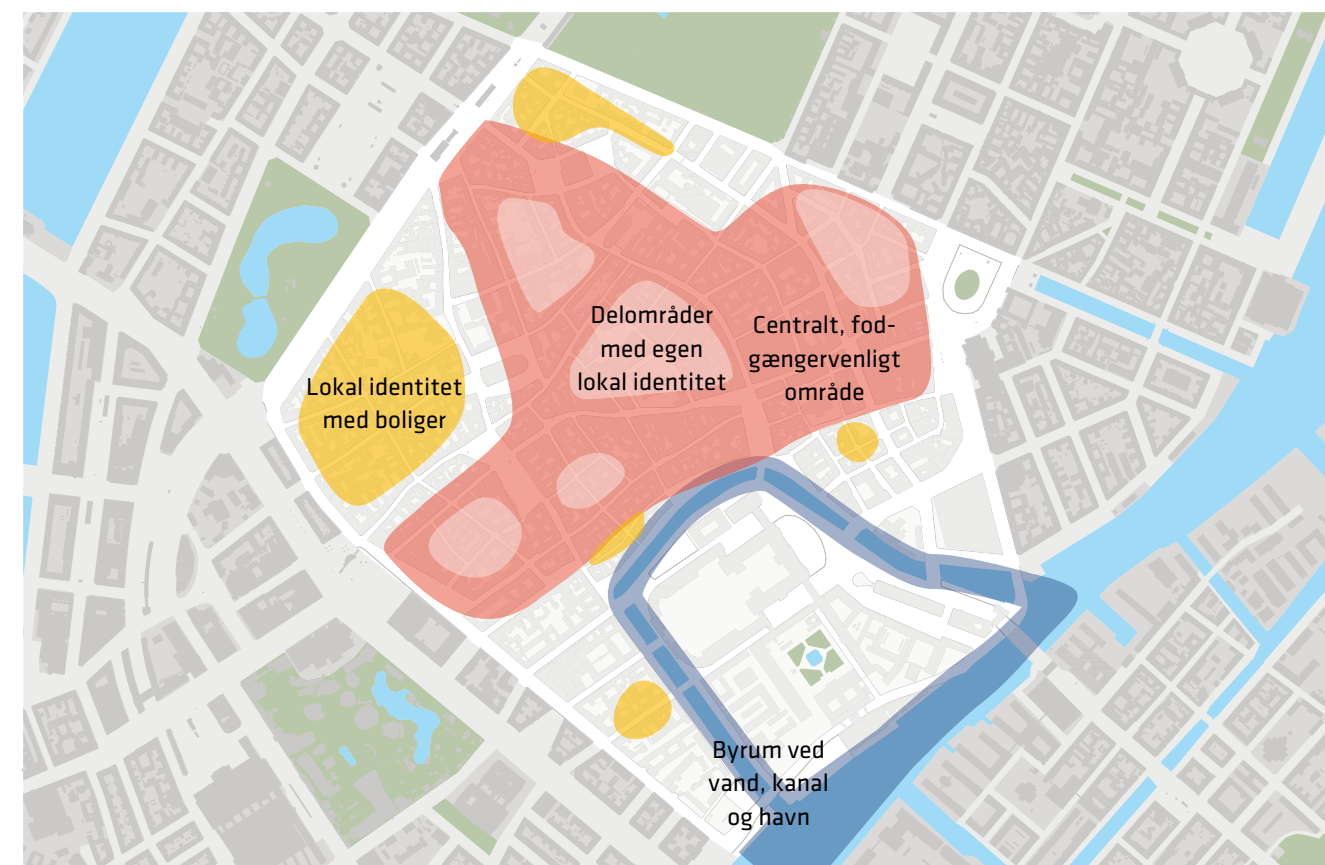 Delområder
med egen
lokal identitet
Centralt, fod-
gængervenligt
område
Lokal identitet
med boliger
Byrum ved
vand, kanal
og havn